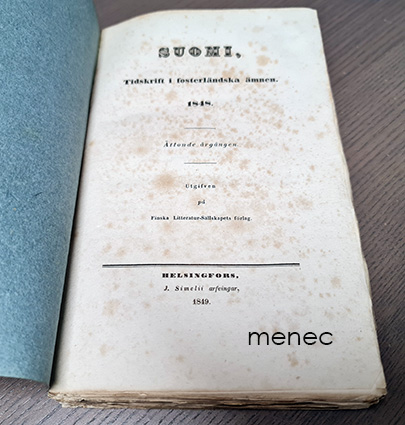 SUOMI,
Tidskrift i fosterländska ämnen.
1848.
Åttonde årgången.
Utgifven
på
Finska Litteratur-Sällskapets förlag.
HELSINGFORS,
J. Simelii arfvingar,
1849.
menec